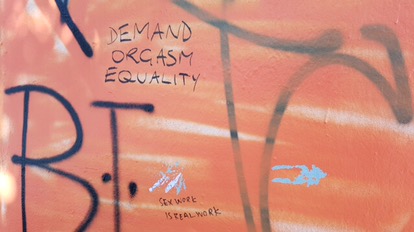 DEMAND
ORGASM
EQUALITY
B.T.
SEX WORK
IS REAL WORK